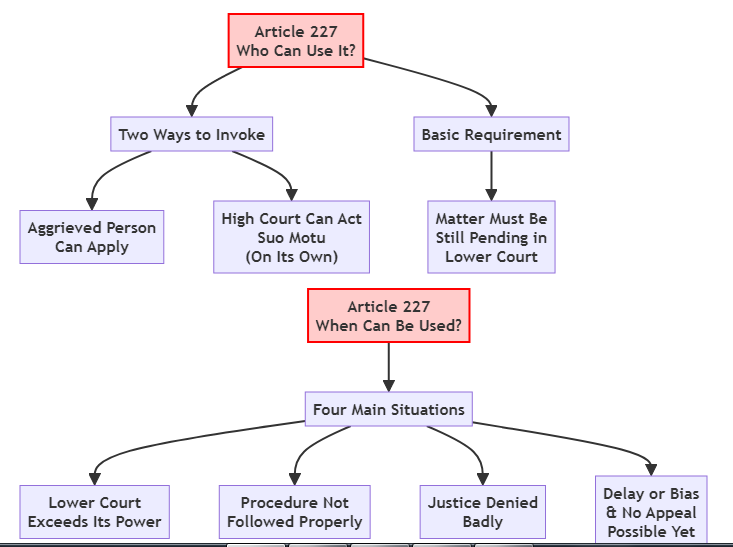 Article 227
Who Can Use It?
Two Ways to Invoke
Basic Requirement
Aggrieved Person
Can Apply
High Court Can Act
Suo Motu
(On Its Own)
Matter Must Be
Still Pending in
Lower Court
Article 227
When Can Be Used?
Four Main Situations
Lower Court
Exceeds Its Power
Procedure Not
Followed Properly
Justice Denied
Badly
Delay or Bias
& No Appeal
Possible Yet